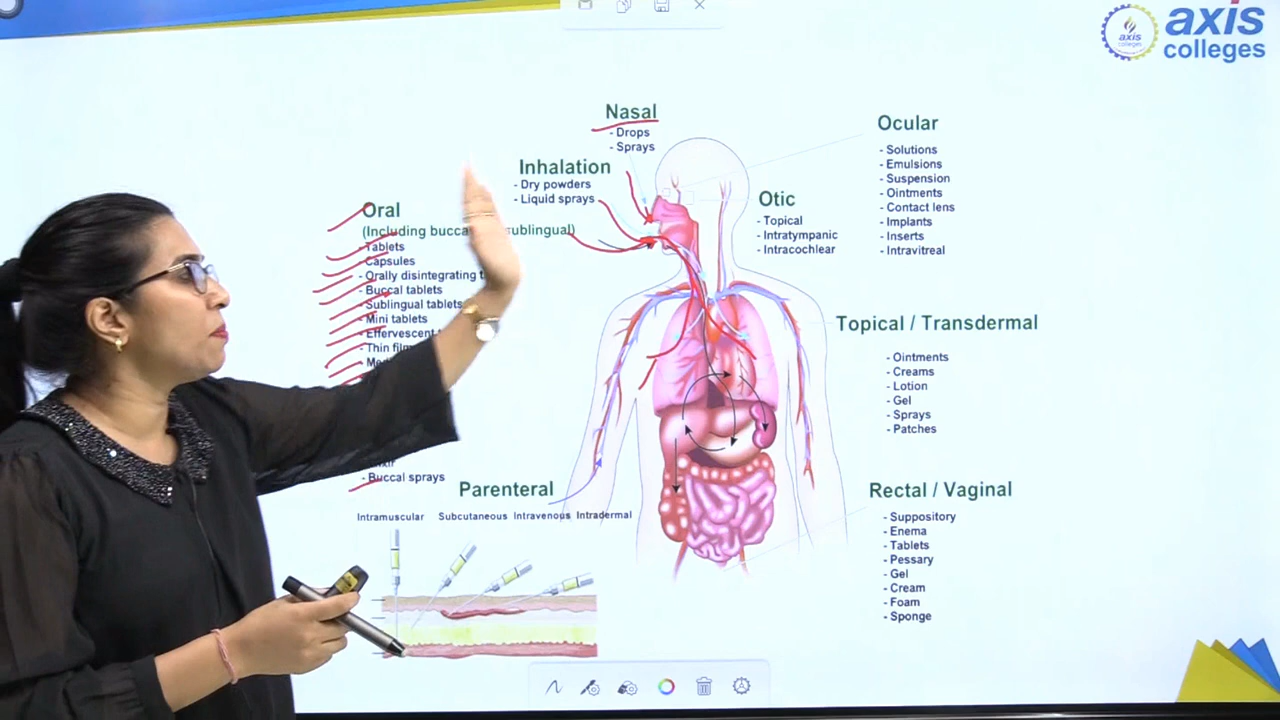 axis
colleges
axis
colleges
Nasal
- Drops
- Sprays
Inhalation
- Dry powders
- Liquid sprays
Oral
(Including bucca sublingual)
- Tablets
- Capsules
- Orally disintegrating t
- Buccal tablets
- Sublingual tablets
- Mini tablets
- Effervescent
- Thin film
- Buccal sprays
Parenteral
Intramuscular Subcutaneous Intravenous Intradermal
Otic
- Topical
- Intratympanic
- Intracochlear
Ocular
- Solutions
- Emulsions
- Suspension
- Ointments
- Contact lens
- Implants
- Inserts
- Intravitreal
Topical / Transdermal
- Ointments
- Creams
- Lotion
- Gel
- Sprays
- Patches
Rectal / Vaginal
- Suppository
- Enema
- Tablets
- Pessary
- Gel
- Cream
- Foam
- Sponge